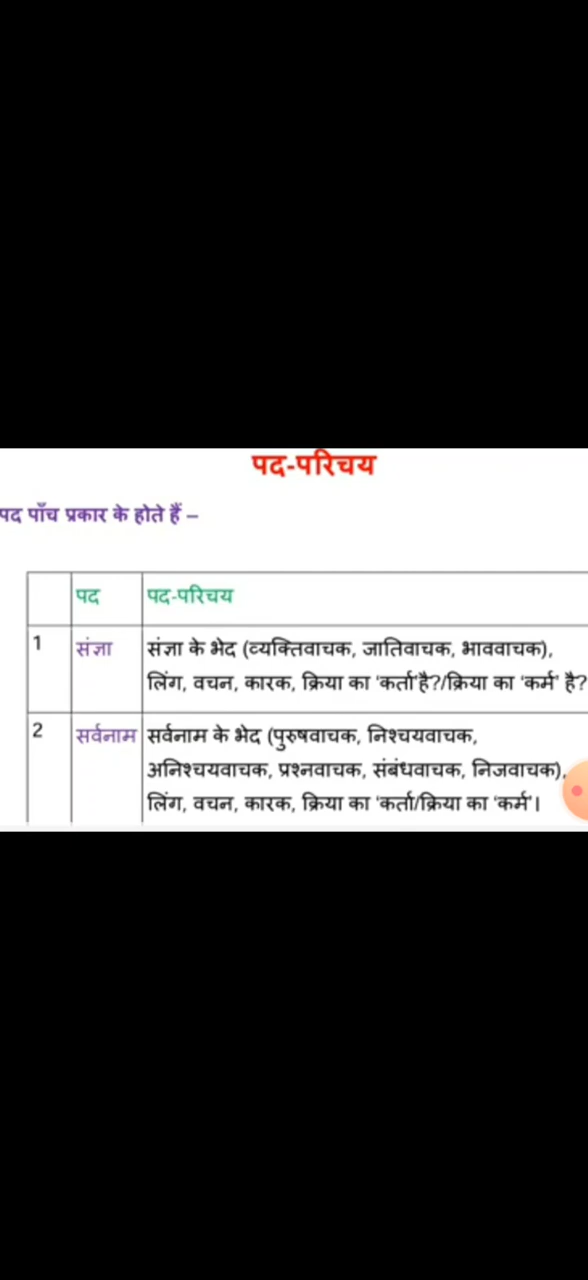 पद-परिचय
पद पाँच प्रकार के होते हैं –
पद पद-परिचय
1 संज्ञा संज्ञा के भेद (व्यक्तिवाचक, जातिवाचक, भाववाचक),
लिंग, वचन, कारक, क्रिया का 'कर्ता'है?/क्रिया का 'कर्म' है?
2 सर्वनाम सर्वनाम के भेद (पुरुषवाचक, निश्चयवाचक,
अनिश्चयवाचक, प्रश्नवाचक, संबंधवाचक, निजवाचक),
लिंग, वचन, कारक, क्रिया का 'कर्ता/क्रिया का 'कर्म'।